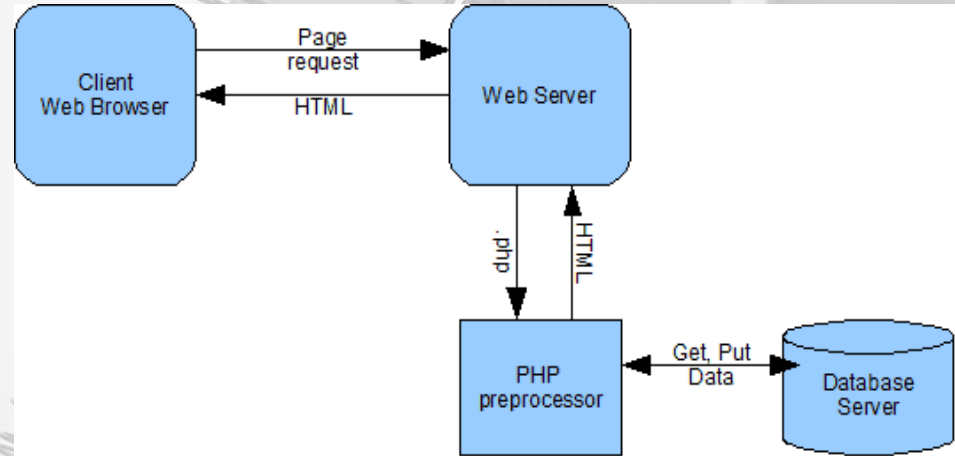 Client
Web Browser
Page
request
HTML
Web Server
.php
HTML
PHP
preprocessor
Get, Put
Data
Database
Server